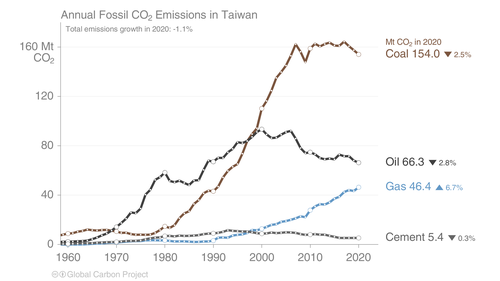 Annual Fossil CO₂ Emissions in Taiwan
Total emissions growth in 2020: -1.1%
160 Mt
CO₂
120
80
40
0
1960 1970 1980 1990 2000 2010 2020
Mt CO₂ in 2020
Coal 154.0 ▼ 2.5%
Oil 66.3 ▼ 2.8%
Gas 46.4 ▲ 6.7%
Cement 5.4 ▼ 0.3%
Global Carbon Project